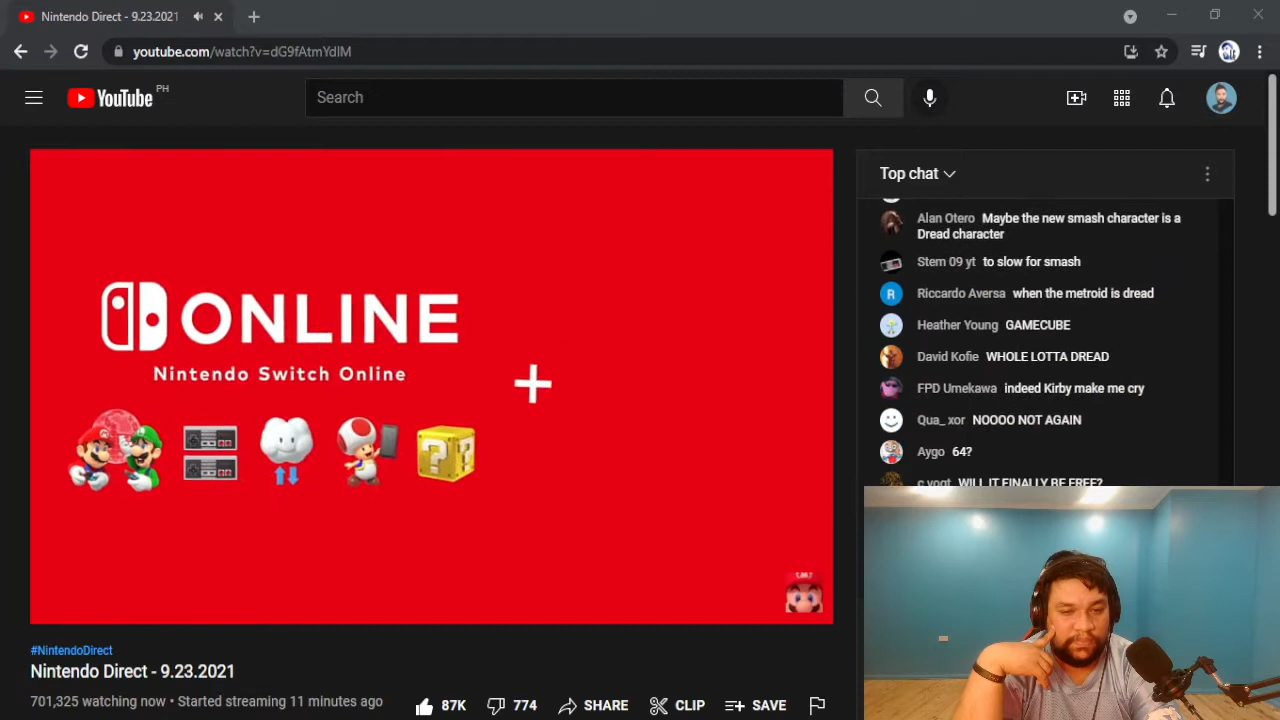 Nintendo Direct - 9.23.2021
youtube.com/watch?v=dG9fAtmYdlM
YouTube PH
Search
ONLINE
Nintendo Switch Online
+
#NintendoDirect
Nintendo Direct - 9.23.2021
701,325 watching now • Started streaming 11 minutes ago
87K
774
SHARE
CLIP
SAVE
Top chat
Alan Otero Maybe the new smash character is a
Dread character
Stem 09 yt to slow for smash
Riccardo Aversa when the metroid is dread
R
Heather Young GAMECUBE
David Kofie WHOLE LOTTA DREAD
FPD Umekawa indeed Kirby make me cry
Qua_ xor NOOOO NOT AGAIN
Aygo 64?
c vogt WILL IT FINALLY BE FREE?